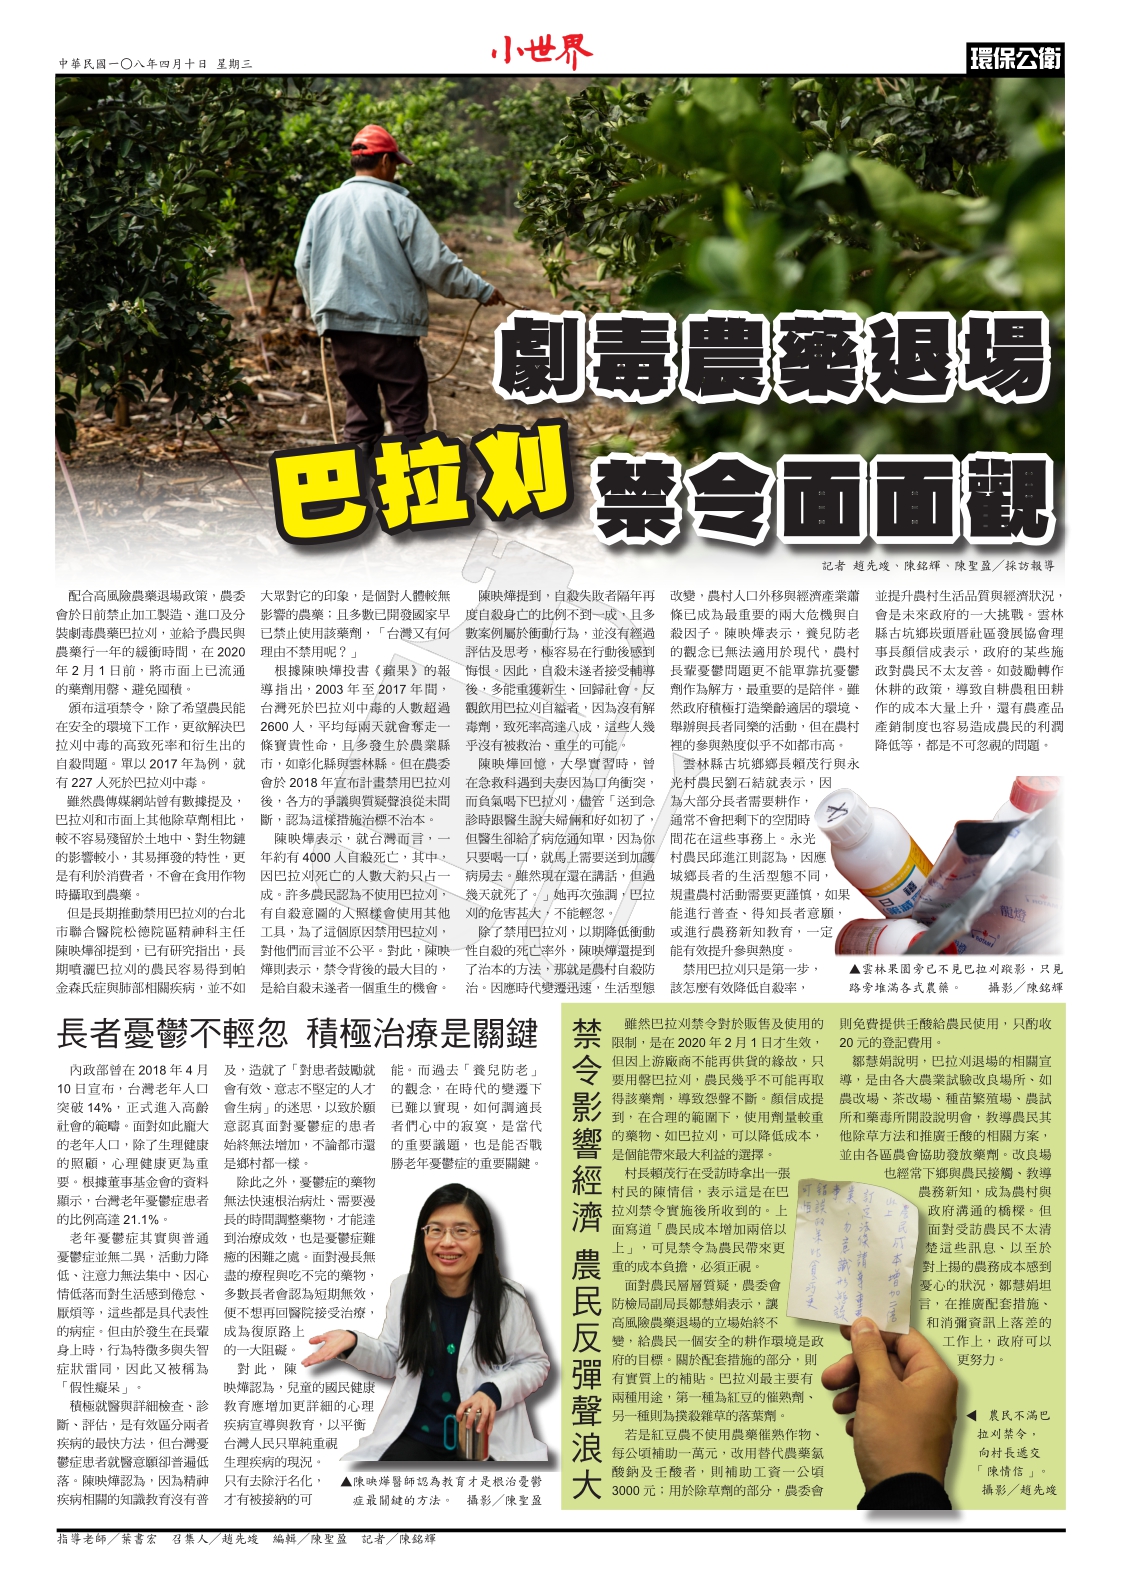 中華民國一〇八年四月十日 星期三
小世界
環保公衛
劇毒農藥退場
巴拉刈 禁令面面觀
記者 趙先竣、陳銘輝、陳聖盈／採訪報導
配合高風險農藥退場政策，農委
會於日前禁止加工製造、進口及分
裝劇毒農藥巴拉刈，並給予農民與
農藥行一年的緩衝時間，在 2020
年 2 月 1 日前，將市面上已流通
的藥劑用罄、避免囤積。
頒布這項禁令，除了希望農民能
在安全的環境下工作，更欲解決巴
拉刈中毒的高致死率和衍生出的
自殺問題。單以 2017 年為例，就
有 227 人死於巴拉刈中毒。
雖然農傳媒網站曾有數據提及，
巴拉刈和市面上其他除草劑相比，
較不容易殘留於土地中、對生物鏈
的影響較小，其易揮發的特性，更
是有利於消費者，不會在食用作物
時攝取到農藥。
但是長期推動禁用巴拉刈的台北
市聯合醫院松德院區精神科主任
陳映燁卻提到，已有研究指出，長
期噴灑巴拉刈的農民容易得到帕
金森氏症與肺部相關疾病，並不如
大眾對它的印象，是個對人體較無
影響的農藥；且多數已開發國家早
已禁止使用該藥劑，「台灣又有何
理由不禁用呢？」
根據陳映燁投書《蘋果》的報
導指出，2003 年至 2017 年間，
台灣死於巴拉刈中毒的人數超過
2600 人，平均每兩天就會奪走一
條寶貴性命，且多發生於農業縣
市，如彰化縣與雲林縣。但在農委
會於 2018 年宣布計畫禁用巴拉刈
後，各方的爭議與質疑聲浪從未間
斷，認為這樣措施治標不治本。
陳映燁表示，就台灣而言，一
年約有 4000 人自殺死亡，其中，
因巴拉刈死亡的人數大約只占一
成。許多農民認為不使用巴拉刈，
有自殺意圖的人照樣會使用其他
工具，為了這個原因禁用巴拉刈，
對他們而言並不公平。對此，陳映
燁則表示，禁令背後的最大目的，
是給自殺未遂者一個重生的機會。
陳映燁提到，自殺失敗者隔年再
度自殺身亡的比例不到一成，且多
數案例屬於衝動行為，並沒有經過
評估及思考，極容易在行動後感到
悔恨。因此，自殺未遂者接受輔導
後，多能重獲新生、回歸社會。反
觀飲用巴拉刈自縊者，因為沒有解
毒劑，致死率高達八成，這些人幾
乎沒有被救治、重生的可能。
陳映燁回憶，大學實習時，曾
在急救科遇到夫妻因為口角衝突，
而負氣喝下巴拉刈，儘管「送到急
診時跟醫生說夫婦倆和好如初了，
但醫生卻給了病危通知單，因為你
只要喝一口，就馬上需要送到加護
病房去。雖然現在還在講話，但過
幾天就死了。」她再次強調，巴拉
刈的危害甚大，不能輕忽。
除了禁用巴拉刈，以期降低衝動
性自殺的死亡率外，陳映燁還提到
了治本的方法，那就是農村自殺防
治。因應時代變遷迅速，生活型態
改變，農村人口外移與經濟產業蕭
條已成為最重要的兩大危機與自
殺因子。陳映燁表示，養兒防老
的觀念已無法適用於現代，農村
長輩憂鬱問題更不能單靠抗憂鬱
劑作為解方，最重要的是陪伴。雖
然政府積極打造樂齡適居的環境、
舉辦與長者同樂的活動，但在農村
裡的參與熱度似乎不如都市高。
雲林縣古坑鄉鄉長賴茂行與永
光村農民劉石結就表示，因
為大部分長者需要耕作，
通常不會把剩下的空閒時
間花在這些事務上。永光
村農民邱進江則認為，因應
城鄉長者的生活型態不同，
規畫農村活動需要更謹慎，如果
能進行普查、得知長者意願，
或進行農務新知教育，一定
能有效提升參與熱度。
禁用巴拉刈只是第一步，
該怎麼有效降低自殺率，
並提升農村生活品質與經濟狀況，
會是未來政府的一大挑戰。雲林
縣古坑鄉崁頭厝社區發展協會理
事長顏信成表示，政府的某些施
政對農民不太友善。如鼓勵轉作
休耕的政策，導致自耕農租田耕
作的成本大量上升，還有農產品
產銷制度也容易造成農民的利潤
降低等，都是不可忽視的問題。
龍燈
▲雲林果園旁已不見巴拉刈蹤影，只見
路旁堆滿各式農藥。 攝影／陳銘輝
長者憂鬱不輕忽 積極治療是關鍵
內政部曾在 2018 年 4 月
10 日宣布，台灣老年人口
突破 14%，正式進入高齡
社會的範疇。面對如此龐大
的老年人口，除了生理健康
的照顧，心理健康更為重
要。根據董事基金會的資料
顯示，台灣老年憂鬱症患者
的比例高達 21.1%。
老年憂鬱症其實與普通
憂鬱症並無二異，活動力降
低、注意力無法集中、因心
情低落而對生活感到倦怠、
厭煩等，這些都是具代表性
的病症。但由於發生在長輩
身上時，行為特徵多與失智
症狀雷同，因此又被稱為
「假性癡呆」。
積極就醫與詳細檢查、診
斷、評估，是有效區分兩者
疾病的最快方法，但台灣憂
鬱症患者就醫意願卻普遍低
落。陳映燁認為，因為精神
疾病相關的知識教育沒有普
及，造就了「對患者鼓勵就
會有效、意志不堅定的人才
會生病」的迷思，以致於願
意認真面對憂鬱症的患者
始終無法增加，不論都市還
是鄉村都一樣。
除此之外，憂鬱症的藥物
無法快速根治病灶、需要漫
長的時間調整藥物，才能達
到治療成效，也是憂鬱症難
癒的困難之處。面對漫長無
盡的療程與吃不完的藥物，
多數長者會認為短期無效，
便不想再回醫院接受治療，
成為復原路上
的一大阻礙。
對此，陳
映燁認為，兒童的國民健康
教育應增加更詳細的心理
疾病宣導與教育，以平衡
台灣人民只單純重視
生理疾病的現況。
只有去除汙名化，
才有被接納的可
能。而過去「養兒防老」
的觀念，在時代的變遷下
已難以實現，如何調適長
者們心中的寂寞，是當代
的重要議題，也是能否戰
勝老年憂鬱症的重要關鍵。
▲陳映燁醫師認為教育才是根治憂鬱
症最關鍵的方法。 攝影／陳聖盈
禁令影響經濟 農民反彈聲浪大
雖然巴拉刈禁令對於販售及使用的
限制，是在 2020 年 2 月 1 日才生效，
但因上游廠商不能再供貨的緣故，只
要用罄巴拉刈，農民幾乎不可能再取
得該藥劑，導致怨聲不斷。顏信成提
到，在合理的範圍下，使用劑量較重
的藥物、如巴拉刈，可以降低成本，
是個能帶來最大利益的選擇。
村長賴茂行在受訪時拿出一張
村民的陳情信，表示這是在巴
拉刈禁令實施後所收到的。上
面寫道「農民成本增加兩倍以
上」，可見禁令為農民帶來更
重的成本負擔，必須正視。
面對農民層層質疑，農委會
防檢局副局長鄒慧娟表示，讓
高風險農藥退場的立場始終不
變，給農民一個安全的耕作環境是政
府的目標。關於配套措施的部分，則
有實質上的補貼。巴拉刈最主要有
兩種用途，第一種為紅豆的催熟劑、
另一種則為撲殺雜草的落葉劑。
若是紅豆農不使用農藥催熟作物、
每公頃補助一萬元，改用替代農藥氯
酸鈉及壬酸者，則補助工資一公頃
3000 元；用於除草劑的部分，農委會
則免費提供壬酸給農民使用，只酌收
20 元的登記費用。
鄒慧娟說明，巴拉刈退場的相關宣
導，是由各大農業試驗改良場所、如
農改場、茶改場、種苗繁殖場、農試
所和藥毒所開設說明會，教導農民其
他除草方法和推廣壬酸的相關方案，
並由各區農會協助發放藥劑。改良場
也經常下鄉與農民接觸、教導
農務新知，成為農村與
政府溝通的橋樑。但
面對受訪農民不太清
楚這些訊息、以至於
對上揚的農務成本感到
憂心的狀況，鄒慧娟坦
言，在推廣配套措施、
和消彌資訊上落差的
工作上，政府可以
更努力。
農民成本增加二倍
以上
◀ 農民不滿巴
拉刈禁令，
向村長遞交
「陳情信」。
攝影／趙先竣
指導老師／葉書宏 召集人／趙先竣 編輯／陳聖盈 記者／陳銘輝